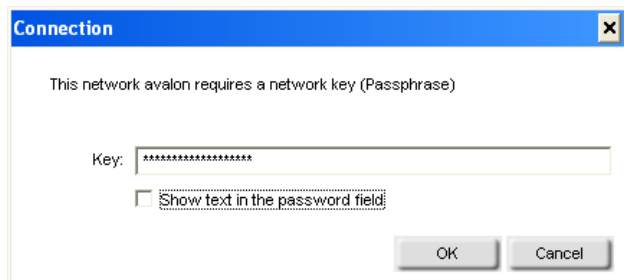 Connection
This network avalon requires a network key (Passphrase)
Key: *******************
Show text in the password field
OK Cancel